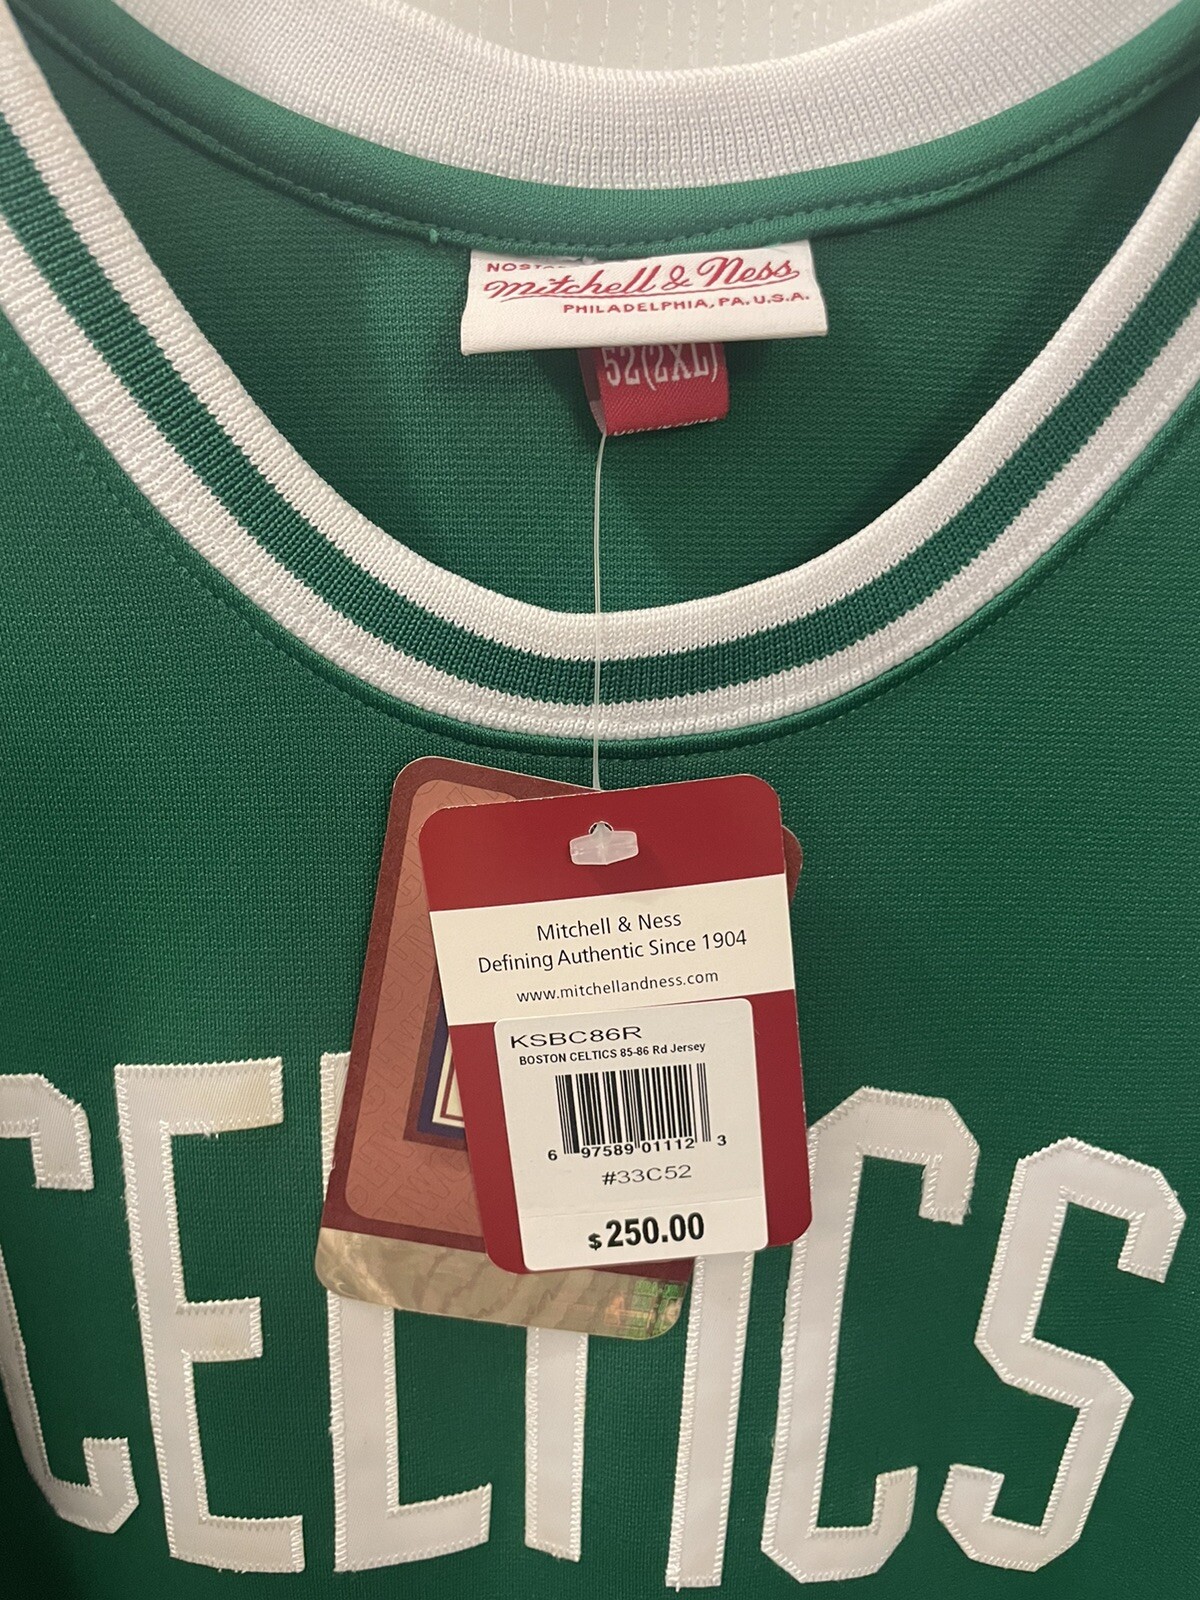 Mitchell & Ness
PHILADELPHIA, PA. U.S.A.
52(2XL)
Mitchell & Ness
Defining Authentic Since 1904
www.mitchellandness.com
KSBC86R
BOSTON CELTICS 85-86 Rd Jersey
6 97589 01112 3
#33C52
$250.00
CELTICS